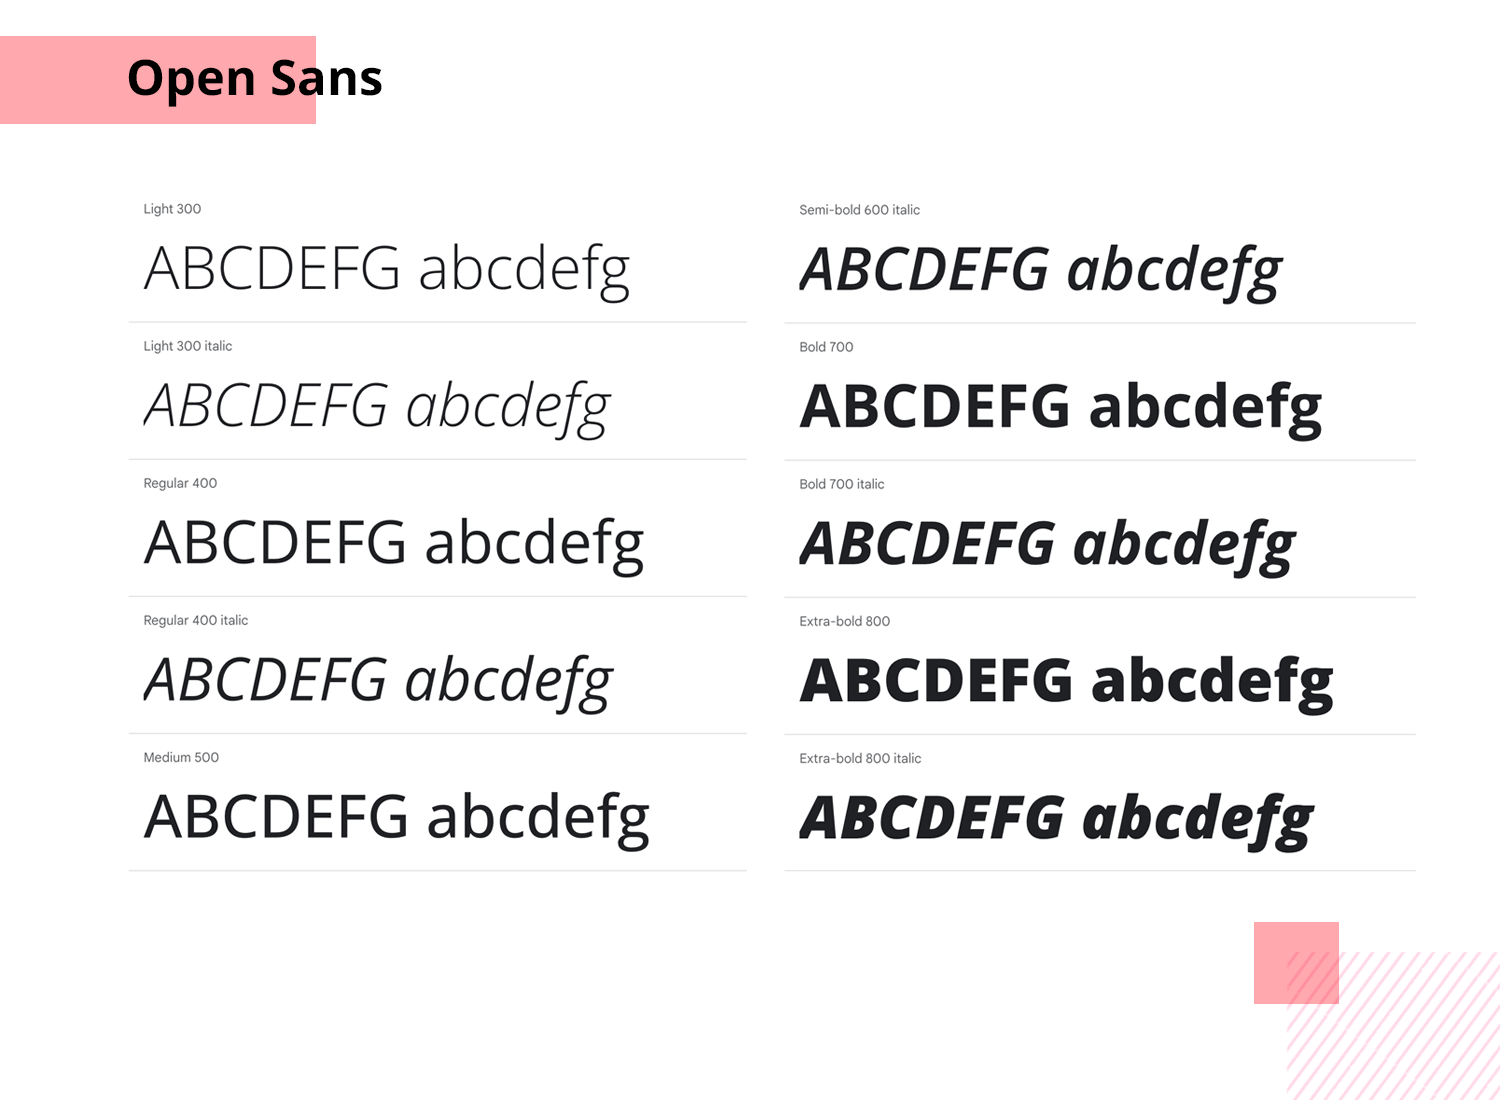 Open Sans
Light 300
ABCDEFG abcdefg
Light 300 italic
ABCDEFG abcdefg
Regular 400
ABCDEFG abcdefg
Regular 400 italic
ABCDEFG abcdefg
Medium 500
ABCDEFG abcdefg
Semi-bold 600 italic
ABCDEFG abcdefg
Bold 700
ABCDEFG abcdefg
Bold 700 italic
ABCDEFG abcdefg
Extra-bold 800
ABCDEFG abcdefg
Extra-bold 800 italic
ABCDEFG abcdefg